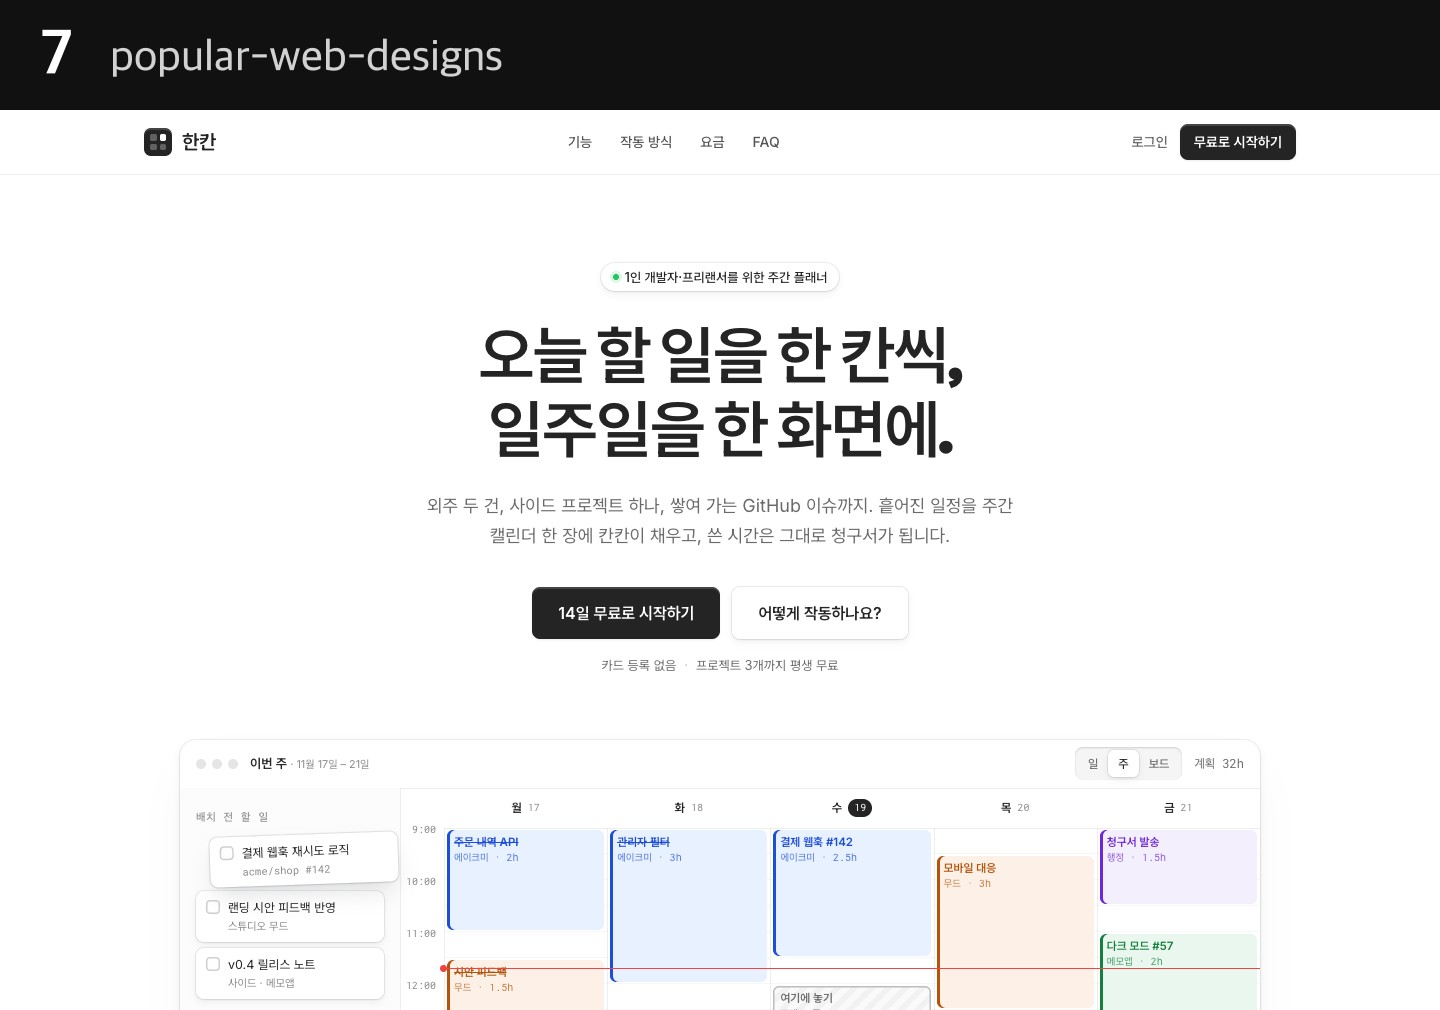 7 popular-web-designs
한칸
기능 작동 방식 요금 FAQ
로그인 무료로 시작하기
1인 개발자·프리랜서를 위한 주간 플래너
오늘 할 일을 한 칸씩,
일주일을 한 화면에.
외주 두 건, 사이드 프로젝트 하나, 쌓여 가는 GitHub 이슈까지. 흩어진 일정을 주간
캘린더 한 장에 칸칸이 채우고, 쓴 시간은 그대로 청구서가 됩니다.
14일 무료로 시작하기 어떻게 작동하나요?
카드 등록 없음 · 프로젝트 3개까지 평생 무료
이번 주 · 11월 17일 – 21일
일 주 보드 계획 32h
배치 전 할 일
결제 웹훅 재시도 로직
acme/shop #142
랜딩 시안 피드백 반영
스튜디오 무드
v0.4 릴리스 노트
사이드 · 메모앱
월 17 화 18 수 19 목 20 금 21
9:00
10:00
11:00
12:00
주문 내역 API
에이크미 · 2h
시안 피드백
무드 · 1.5h
관리자 필터
에이크미 · 3h
결제 웹훅 #142
에이크미 · 2.5h
여기에 놓기
모바일 대응
무드 · 3h
청구서 발송
행정 · 1.5h
다크 모드 #57
메모앱 · 2h